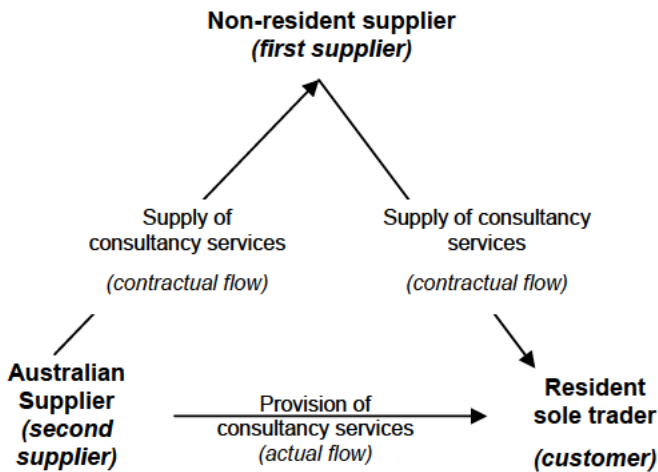 Non-resident supplier
(first supplier)
Supply of
consultancy services
(contractual flow)
Supply of consultancy
services
(contractual flow)
Australian
Supplier
(second
supplier)
Provision of
consultancy services
(actual flow)
Resident
sole trader
(customer)